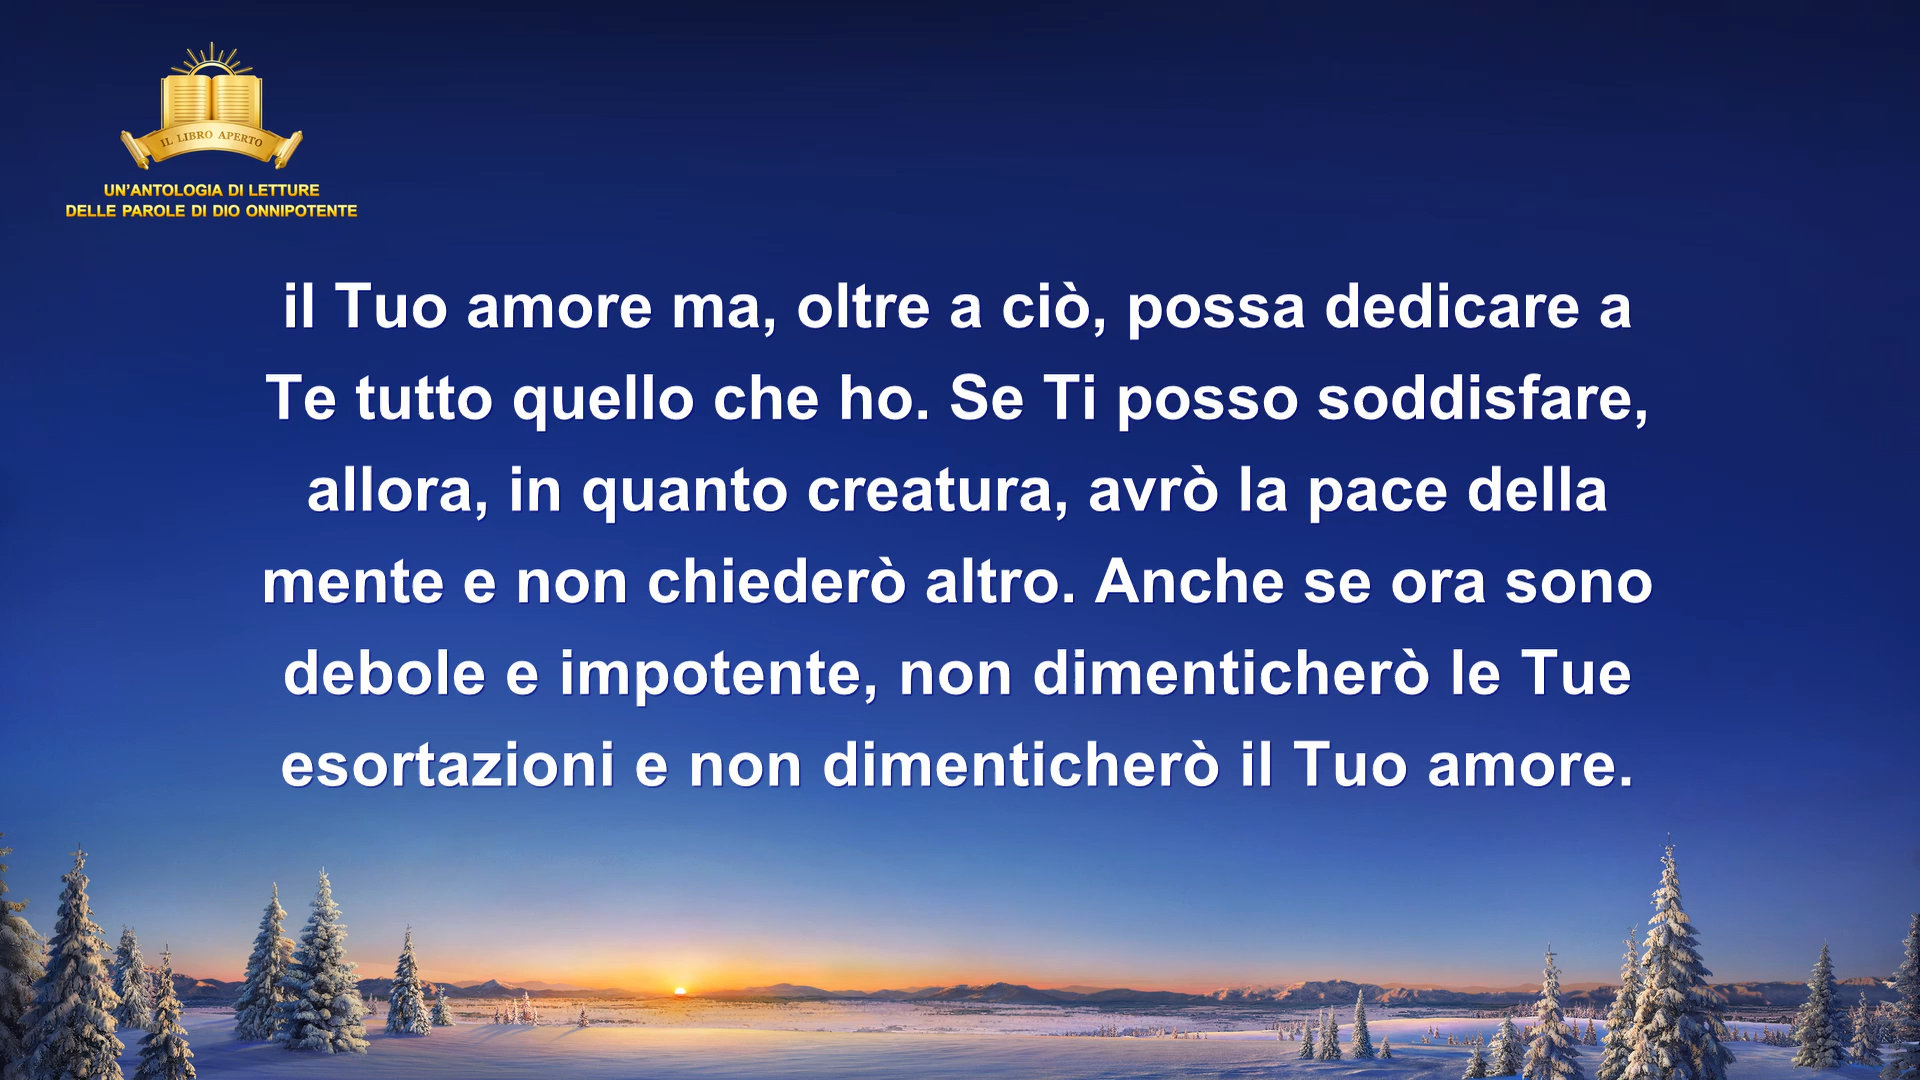 IL LIBRO APERTO
UN'ANTOLOGIA DI LETTURE
DELLE PAROLE DI DIO ONNIPOTENTE
il Tuo amore ma, oltre a ciò, possa dedicare a
Te tutto quello che ho. Se Ti posso soddisfare,
allora, in quanto creatura, avrò la pace della
mente e non chiederò altro. Anche se ora sono
debole e impotente, non dimenticherò le Tue
esortazioni e non dimenticherò il Tuo amore.